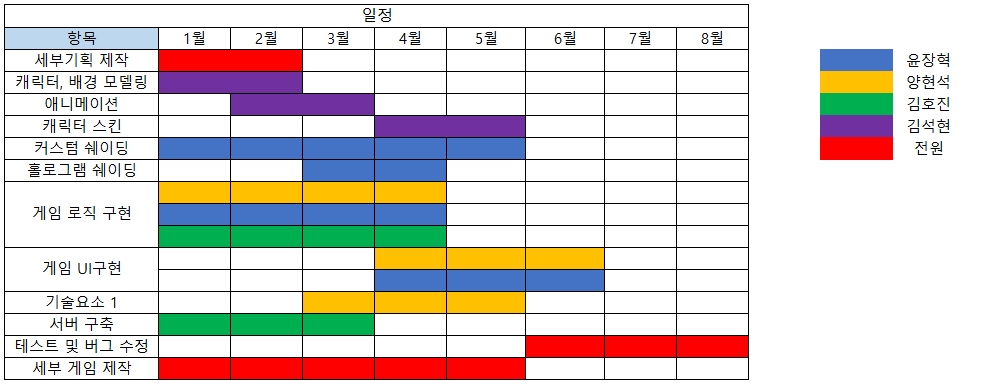 일정
항목 1월 2월 3월 4월 5월 6월 7월 8월
세부기획 제작
캐릭터, 배경 모델링
애니메이션
캐릭터 스킨
커스텀 쉐이딩
홀로그램 쉐이딩
게임 로직 구현
게임 UI구현
기술요소 1
서버 구축
테스트 및 버그 수정
세부 게임 제작
윤장혁
양현석
김호진
김석현
전원